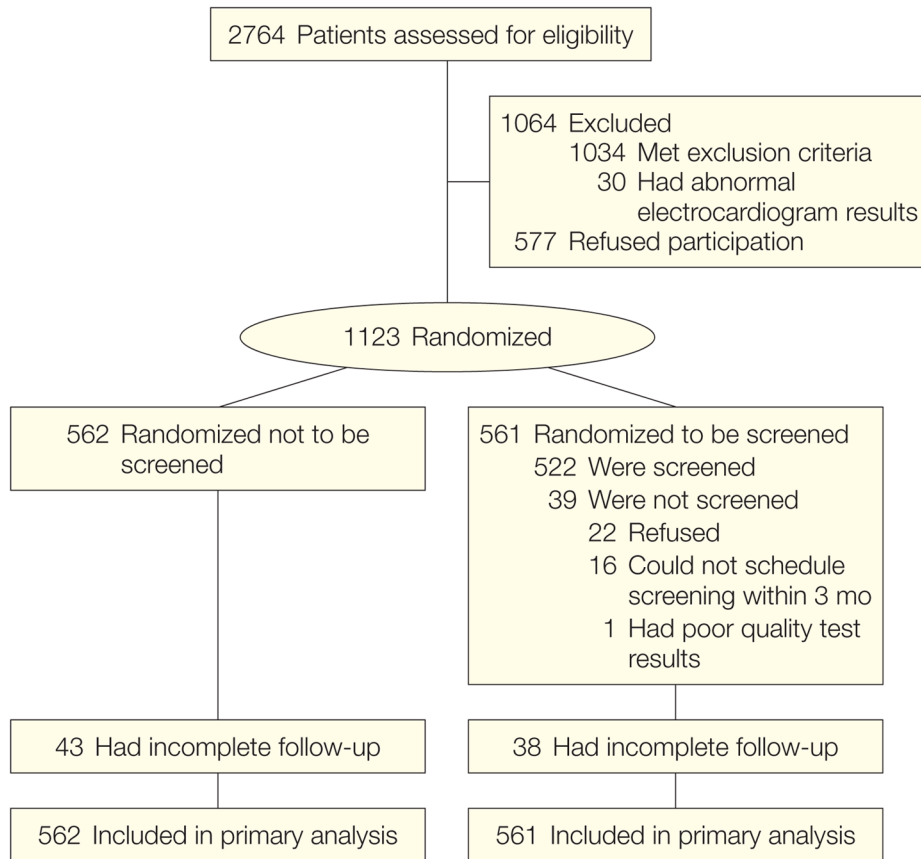 2764 Patients assessed for eligibility
1064 Excluded
1034 Met exclusion criteria
30 Had abnormal
electrocardiogram results
577 Refused participation
1123 Randomized
562 Randomized not to be
screened
561 Randomized to be screened
522 Were screened
39 Were not screened
22 Refused
16 Could not schedule
screening within 3 mo
1 Had poor quality test
results
43 Had incomplete follow-up
38 Had incomplete follow-up
562 Included in primary analysis
561 Included in primary analysis